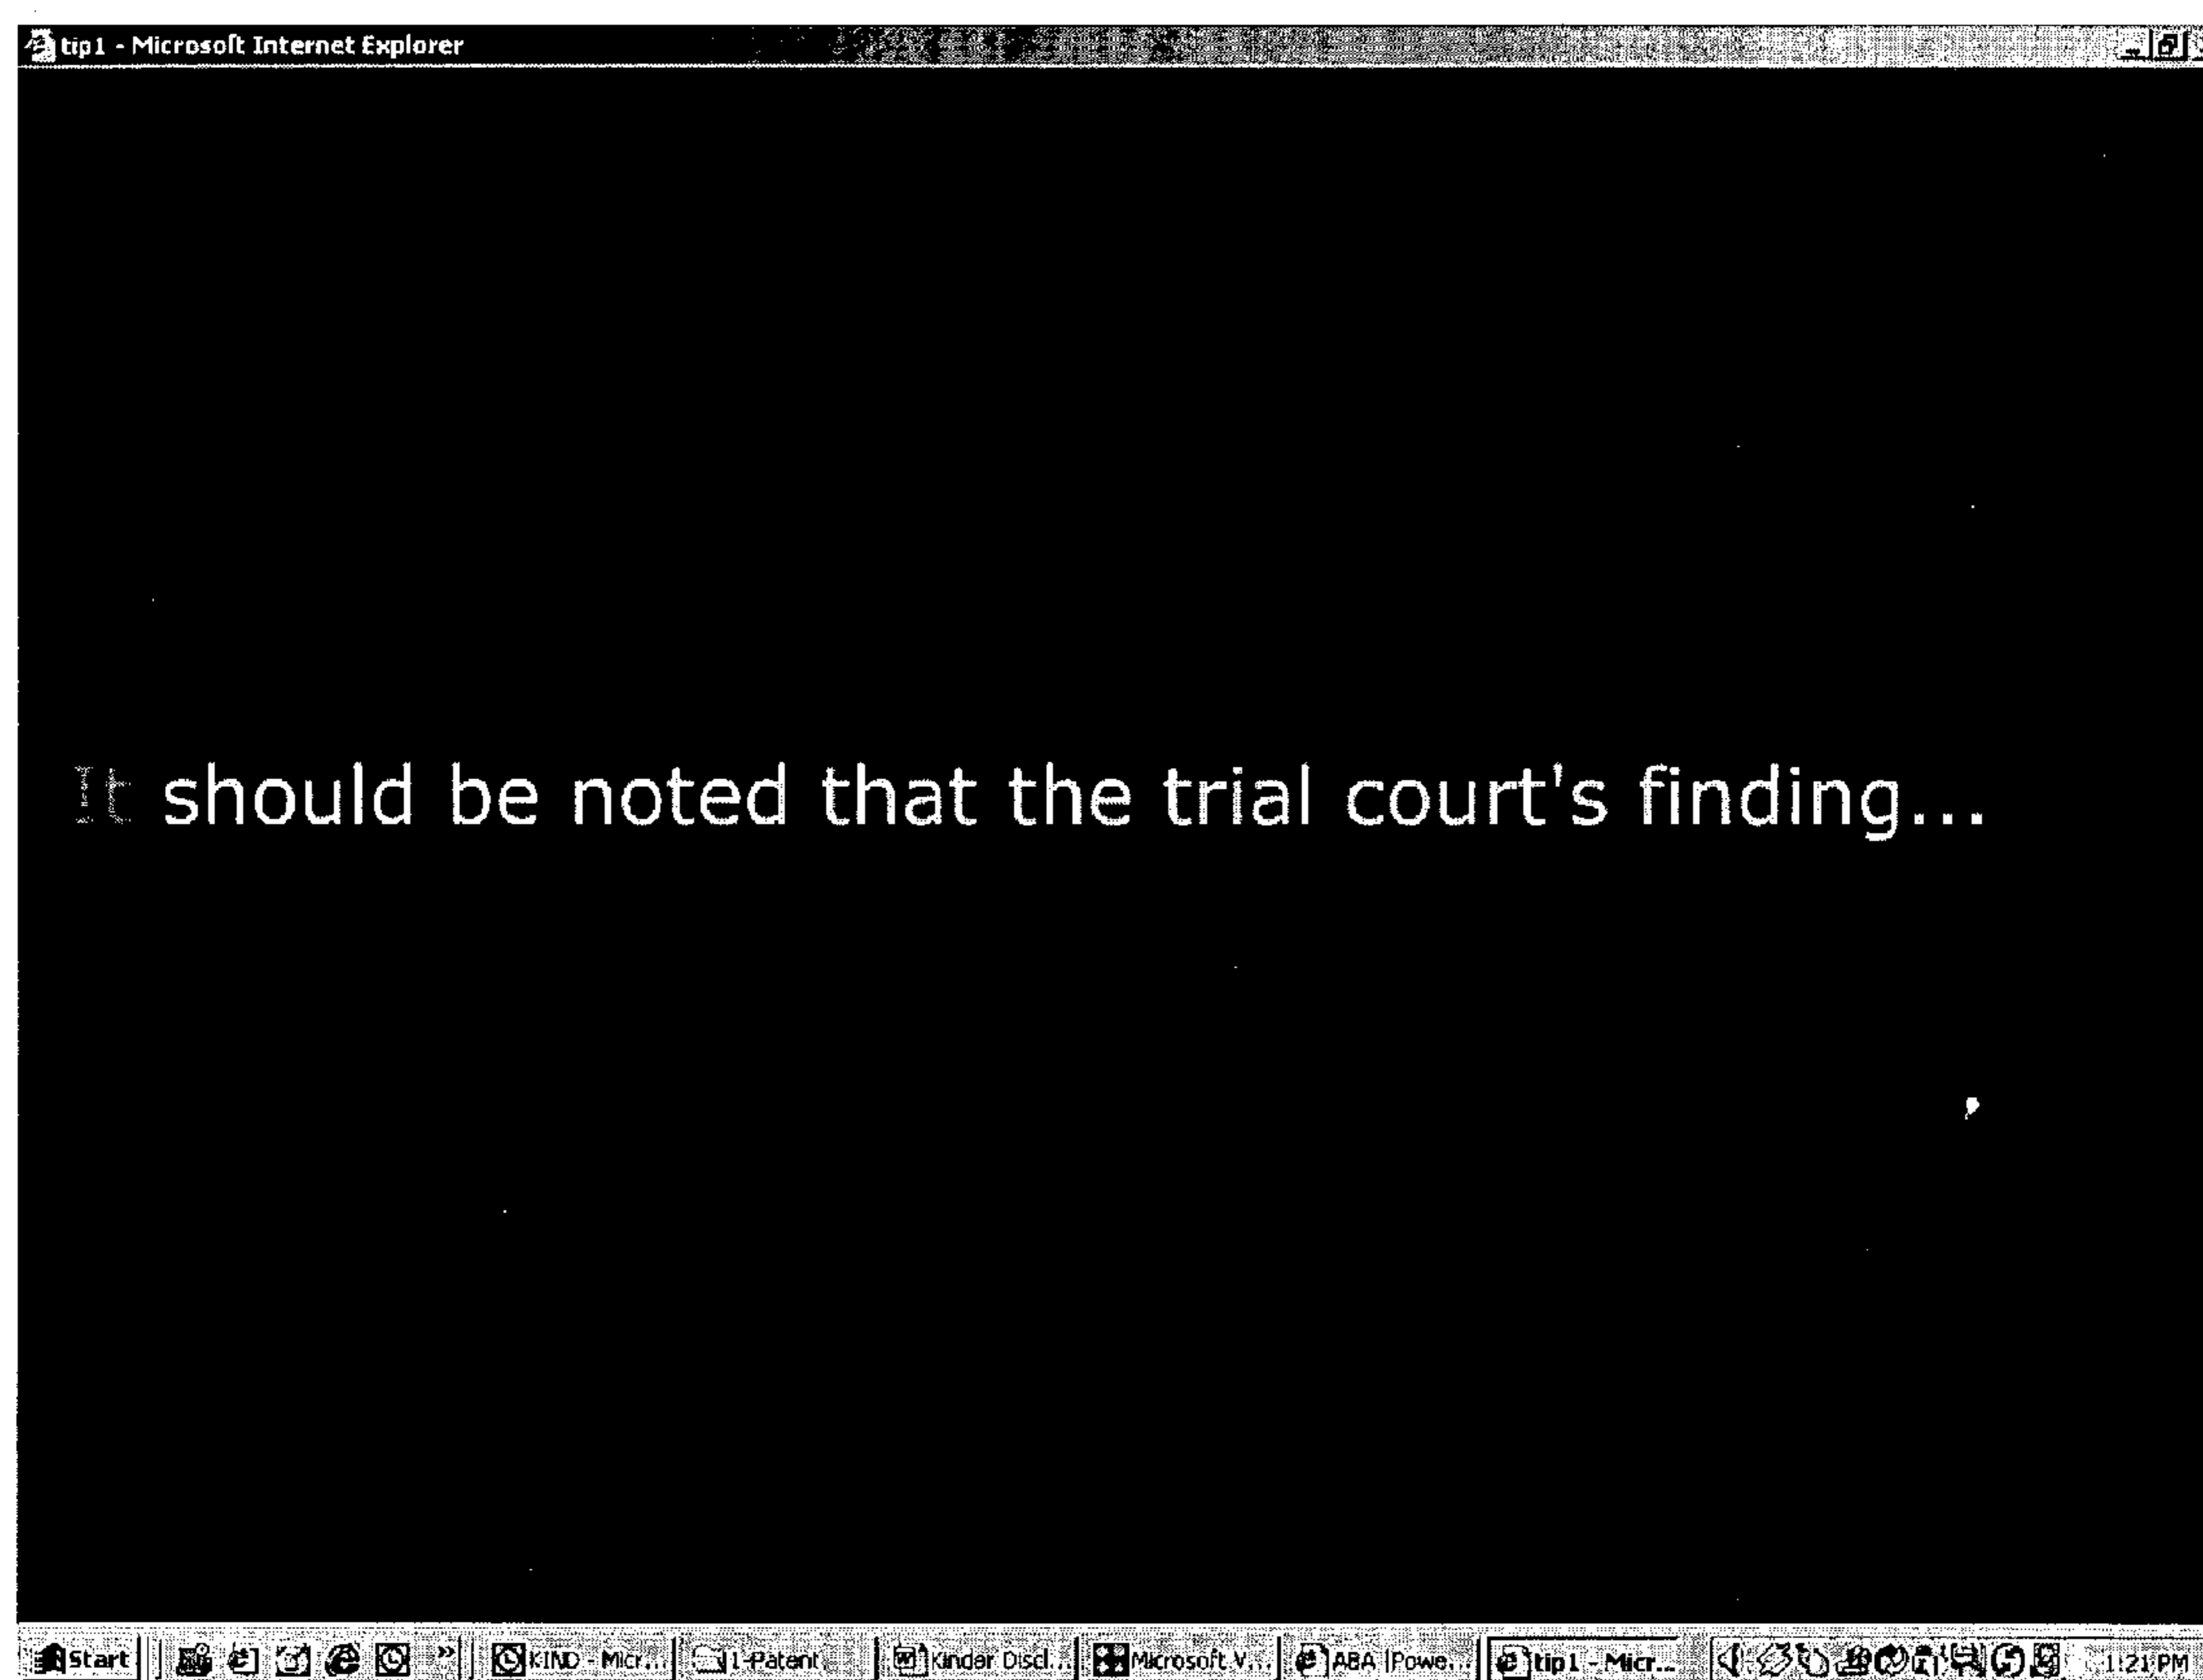 tip1 - Microsoft Internet Explorer
It should be noted that the trial court's finding...
Start KIND - Micr... 1-Patent Kinder Discl... Microsoft V... ABA |Powe... tip1 - Micr... 1:21 PM